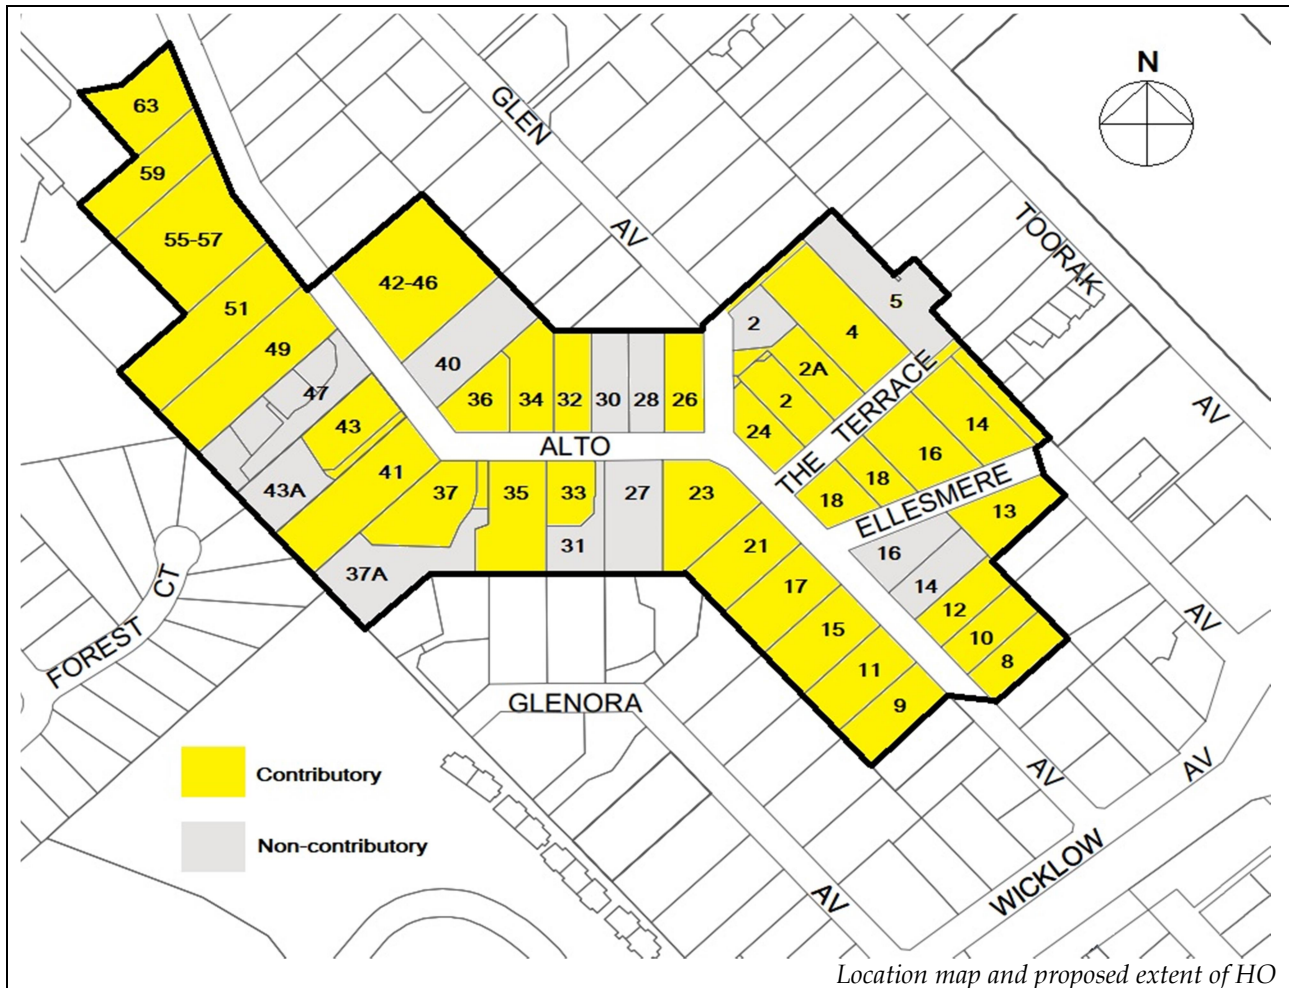 N
GLEN
AV
TOORAK
AV
63
59
55-57
51
49
47
43
43A
41
37
37A
42-46
40
36
34
32
30
28
26
ALTO
35
33
31
27
23
21
17
15
11
9
2
5
4
2A
2
24
THE TERRACE
14
16
18
18
ELLESMERE
13
16
14
12
10
8
AV
AV
FOREST
CT
GLENORA
AV
WICKLOW
AV
Contributory
Non-contributory
Location map and proposed extent of HO